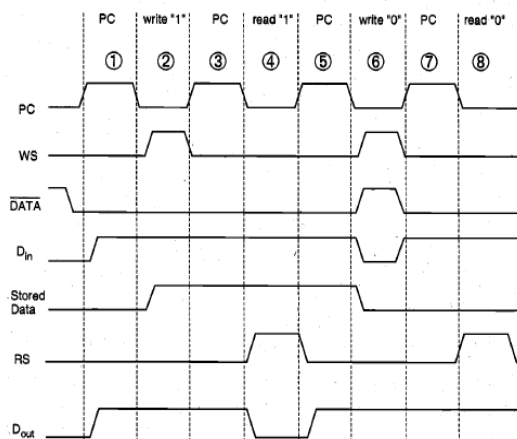 PC write "1" PC read "1" PC write "0" PC read "0"
① ② ③ ④ ⑤ ⑥ ⑦ ⑧
PC
WS
DATA
Din
Stored
Data
RS
Dout